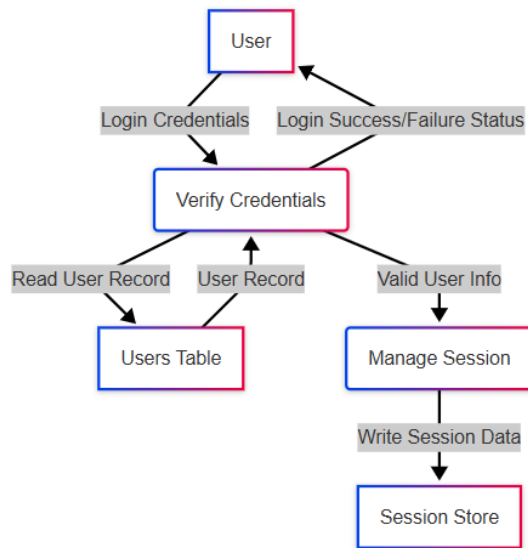 User
Login Credentials
Login Success/Failure Status
Verify Credentials
Read User Record
User Record
Valid User Info
Users Table
Manage Session
Write Session Data
Session Store